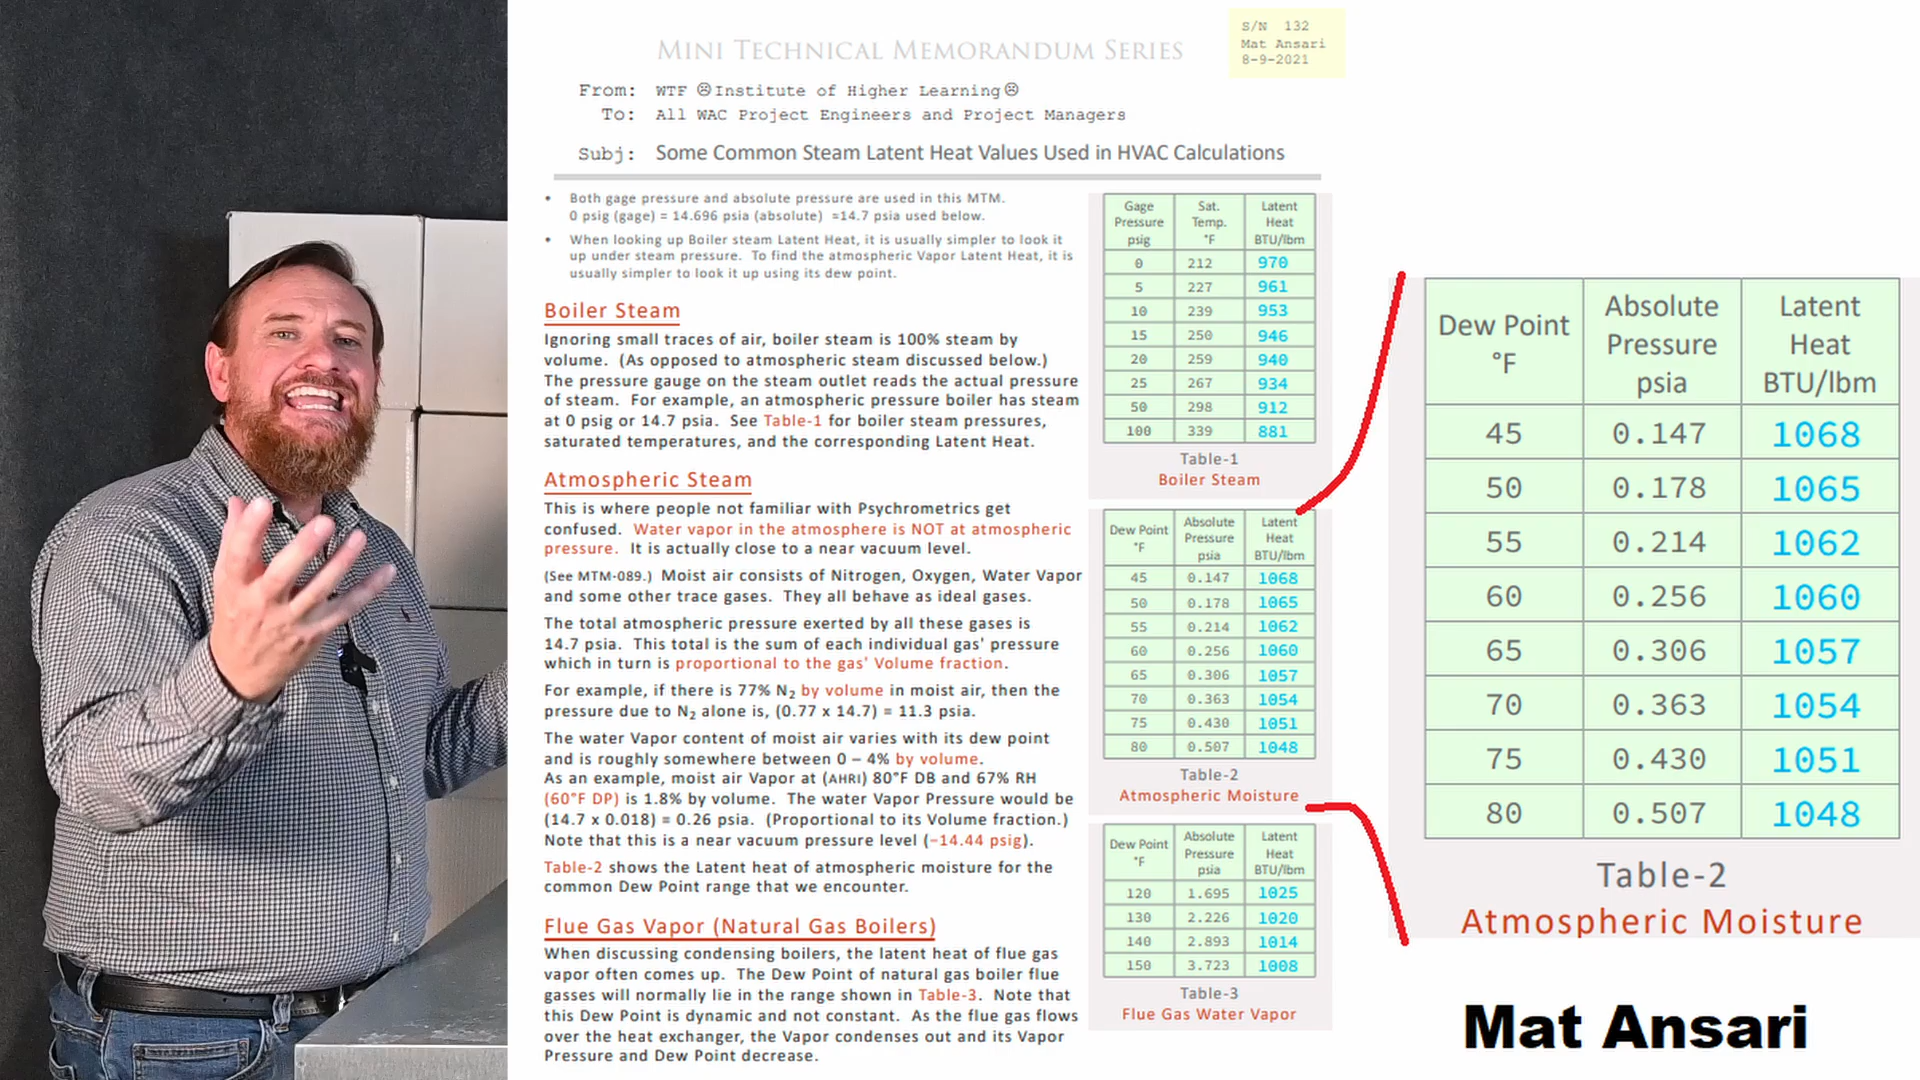 S/N 132
Mat Ansari
8-9-2021
MINI TECHNICAL MEMORANDUM SERIES
From: WTF ☹Institute of Higher Learning☹
To: All WAC Project Engineers and Project Managers
Subj: Some Common Steam Latent Heat Values Used in HVAC Calculations
• Both gage pressure and absolute pressure are used in this MTM.
0 psig (gage) = 14.696 psia (absolute) ≈14.7 psia used below.
• When looking up Boiler steam Latent Heat, it is usually simpler to look it
up under steam pressure. To find the atmospheric Vapor Latent Heat, it is
usually simpler to look it up using its dew point.
Boiler Steam
Ignoring small traces of air, boiler steam is 100% steam by
volume. (As opposed to atmospheric steam discussed below.)
The pressure gauge on the steam outlet reads the actual pressure
of steam. For example, an atmospheric pressure boiler has steam
at 0 psig or 14.7 psia. See Table-1 for boiler steam pressures,
saturated temperatures, and the corresponding Latent Heat.
Atmospheric Steam
This is where people not familiar with Psychrometrics get
confused. Water vapor in the atmosphere is NOT at atmospheric
pressure. It is actually close to a near vacuum level.
(See MTM-089.) Moist air consists of Nitrogen, Oxygen, Water Vapor
and some other trace gases. They all behave as ideal gases.
The total atmospheric pressure exerted by all these gases is
14.7 psia. This total is the sum of each individual gas' pressure
which in turn is proportional to the gas' Volume fraction.
For example, if there is 77% N2 by volume in moist air, then the
pressure due to N2 alone is, (0.77 x 14.7) = 11.3 psia.
The water Vapor content of moist air varies with its dew point
and is roughly somewhere between 0 – 4% by volume.
As an example, moist air Vapor at (AHRI) 80°F DB and 67% RH
(60°F DP) is 1.8% by volume. The water Vapor Pressure would be
(14.7 x 0.018) = 0.26 psia. (Proportional to its Volume fraction.)
Note that this is a near vacuum pressure level (−14.44 psig).
Table-2 shows the Latent heat of atmospheric moisture for the
common Dew Point range that we encounter.
Flue Gas Vapor (Natural Gas Boilers)
When discussing condensing boilers, the latent heat of flue gas
vapor often comes up. The Dew Point of natural gas boiler flue
gasses will normally lie in the range shown in Table-3. Note that
this Dew Point is dynamic and not constant. As the flue gas flows
over the heat exchanger, the Vapor condenses out and its Vapor
Pressure and Dew Point decrease.
Gage Sat. Latent
Pressure Temp. Heat
psig °F BTU/lbm
0 212 970
5 227 961
10 239 953
15 250 946
20 259 940
25 267 934
50 298 912
100 339 881
Table-1
Boiler Steam
Absolute Latent
Dew Point Pressure Heat
°F psia BTU/lbm
45 0.147 1068
50 0.178 1065
55 0.214 1062
60 0.256 1060
65 0.306 1057
70 0.363 1054
75 0.430 1051
80 0.507 1048
Table-2
Atmospheric Moisture
Absolute Latent
Dew Point Pressure Heat
°F psia BTU/lbm
120 1.695 1025
130 2.226 1020
140 2.893 1014
150 3.723 1008
Table-3
Flue Gas Water Vapor
Absolute Latent
Dew Point Pressure Heat
°F psia BTU/lbm
45 0.147 1068
50 0.178 1065
55 0.214 1062
60 0.256 1060
65 0.306 1057
70 0.363 1054
75 0.430 1051
80 0.507 1048
Table-2
Atmospheric Moisture
Mat Ansari